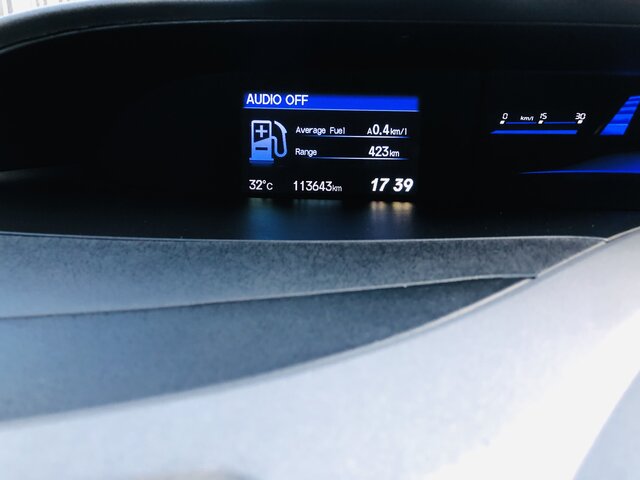 AUDIO OFF
0 km/l 15 30
Average Fuel A0.4km/l
Range 423km
32°C 113643km 17 39